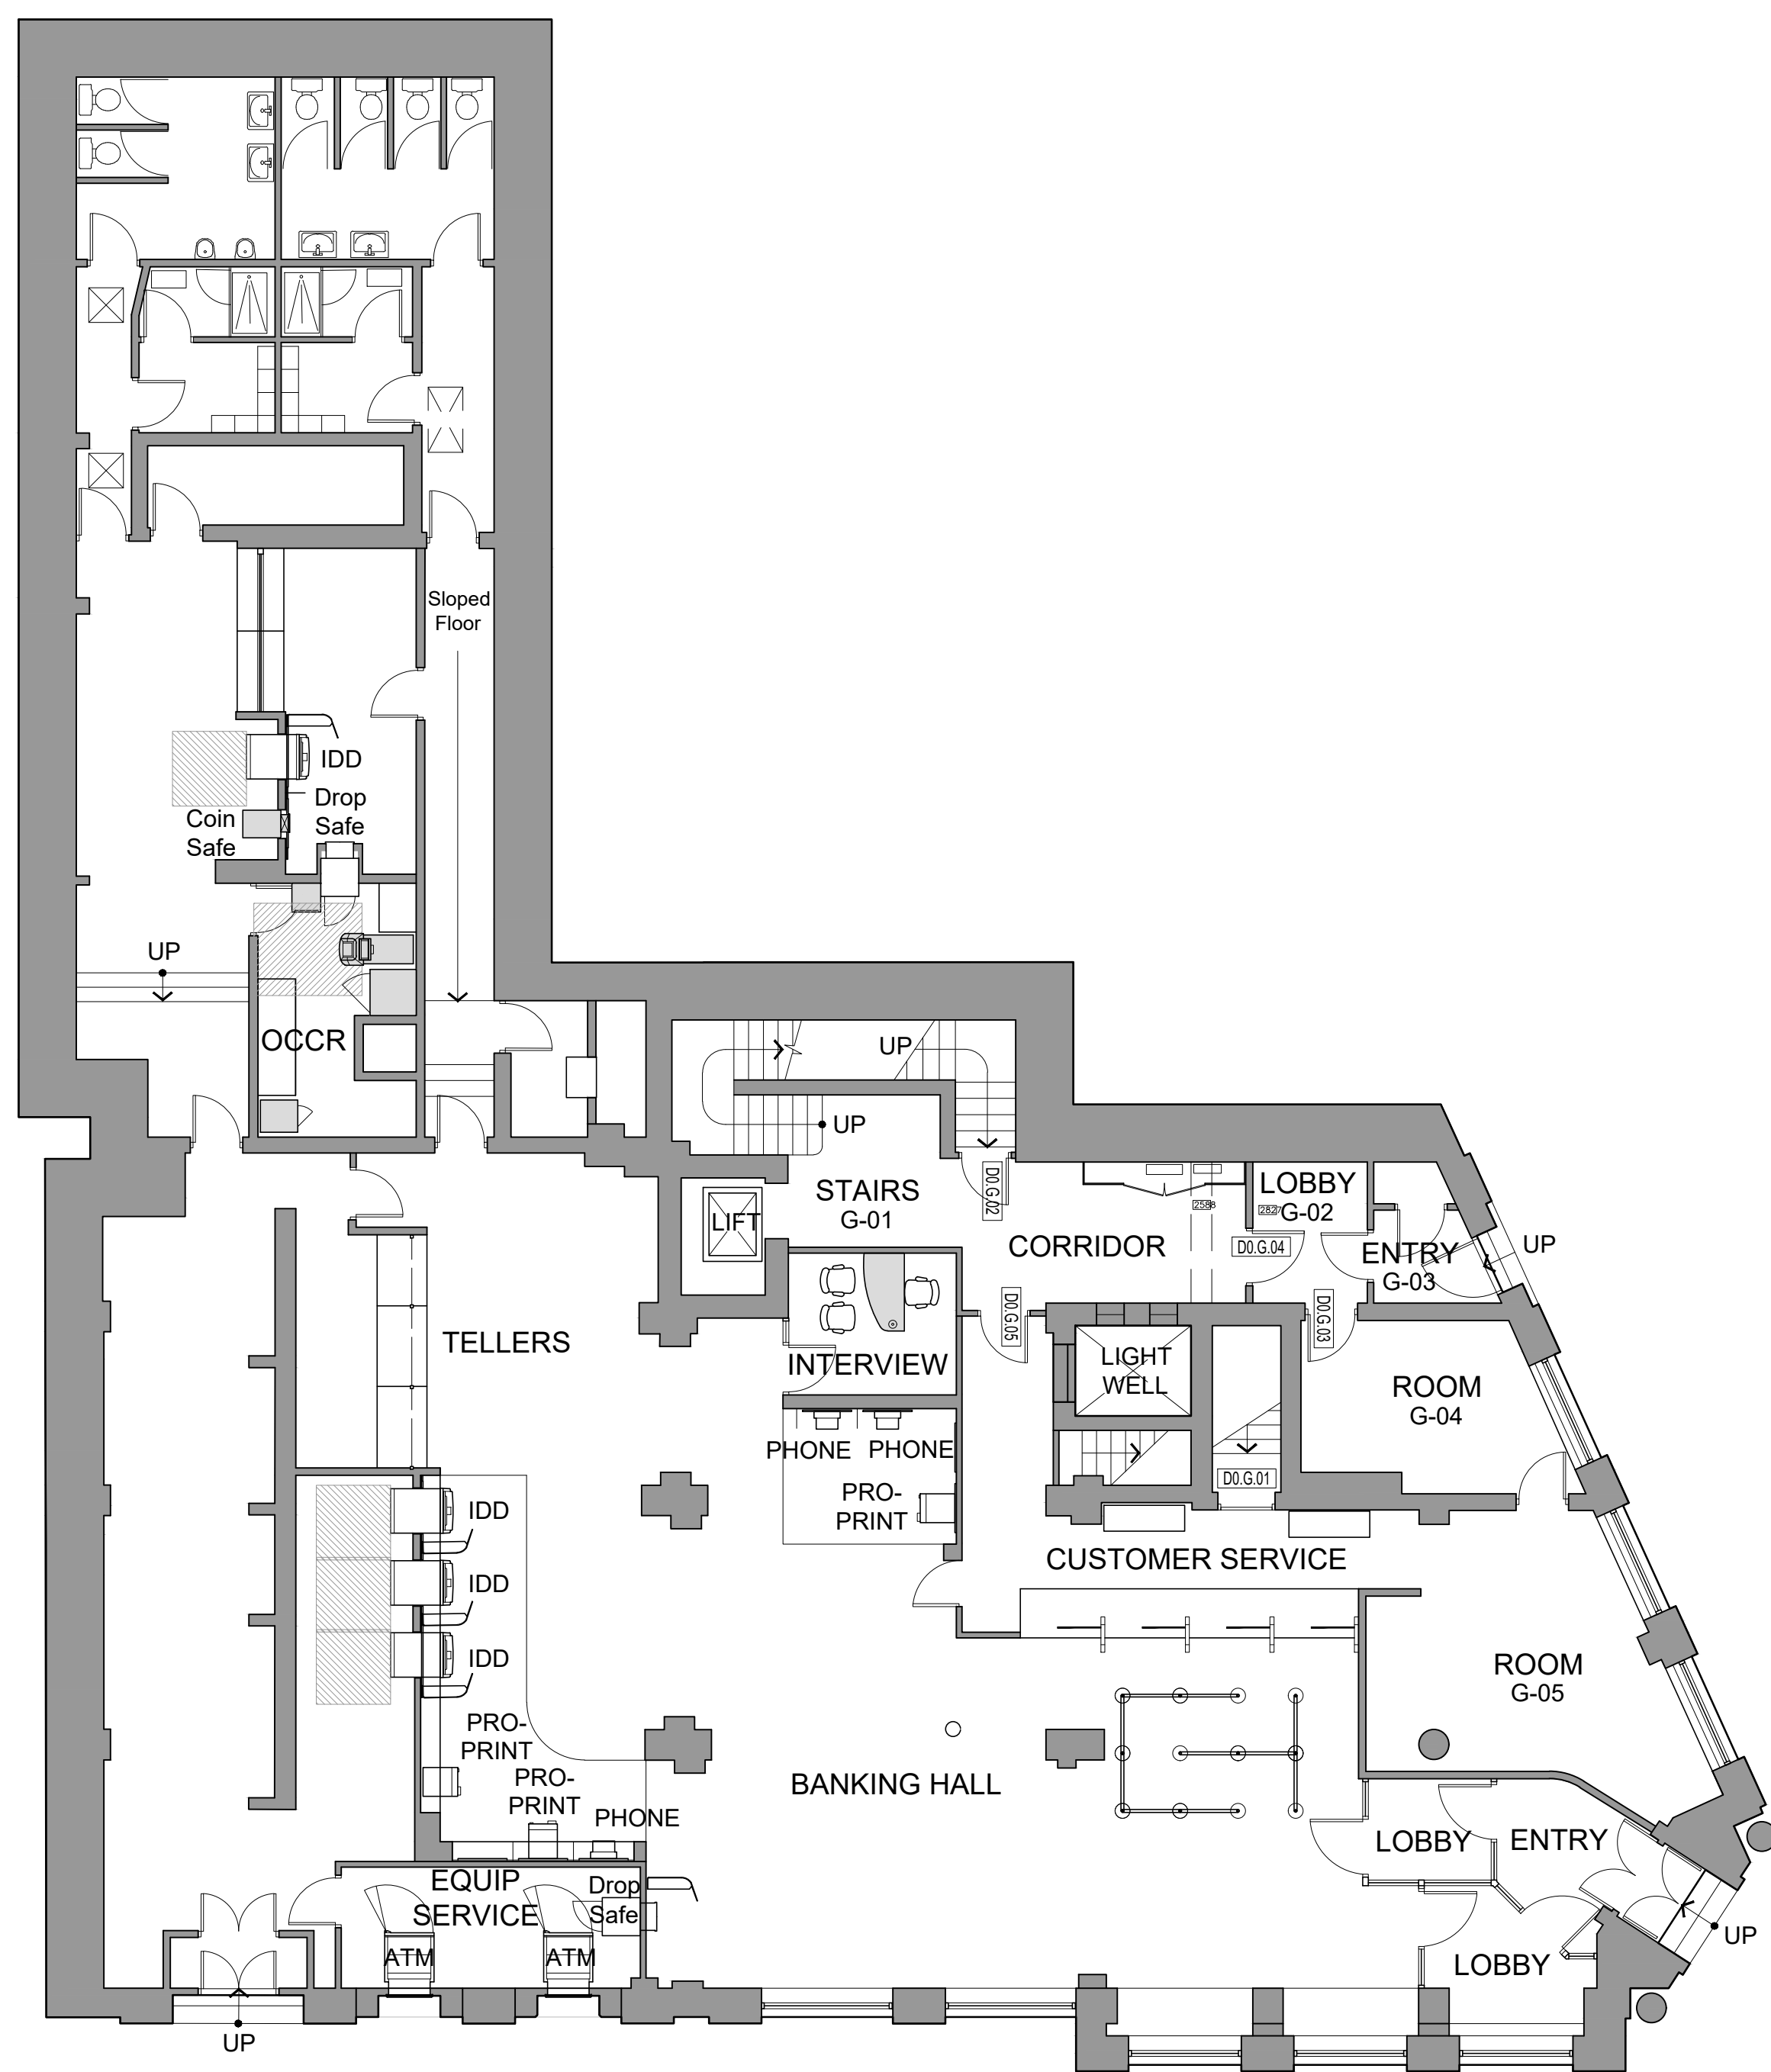 Sloped
Floor
IDD
Drop
Safe
Coin
Safe
UP
OCCR
UP
UP
STAIRS
G-01
LIFT
D0.G.02
2588
LOBBY
G-02
2827
CORRIDOR
D0.G.04
ENTRY
G-03
UP
D0.G.05
D0.G.03
TELLERS
INTERVIEW
LIGHT
WELL
ROOM
G-04
PHONE
PHONE
PRO-
PRINT
D0.G.01
IDD
CUSTOMER SERVICE
IDD
IDD
ROOM
G-05
PRO-
PRINT
PRO-
PRINT
BANKING HALL
PHONE
LOBBY
ENTRY
EQUIP
SERVICE
Drop
Safe
ATM
ATM
LOBBY
UP
UP